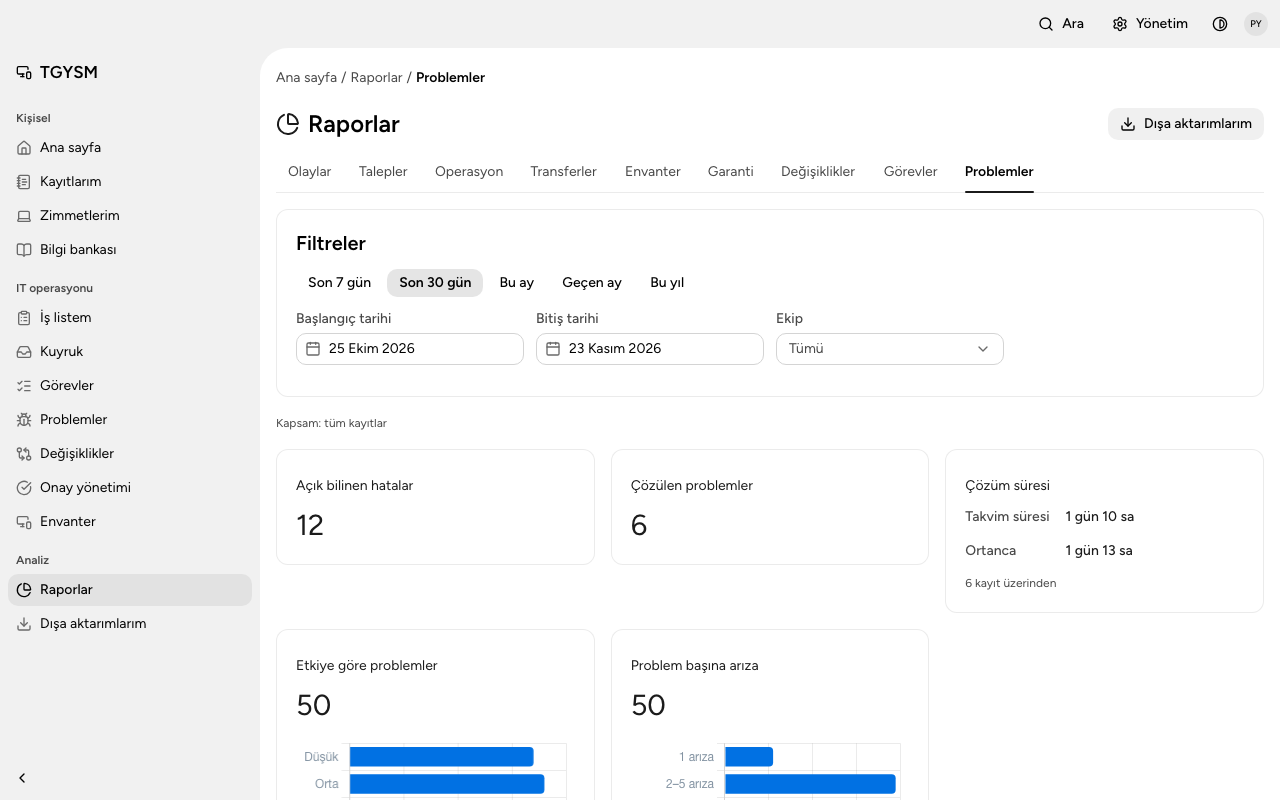 Ara
Yönetim
PY
TGYSM
Kişisel
Ana sayfa
Kayıtlarım
Zimmetlerim
Bilgi bankası
IT operasyonu
İş listem
Kuyruk
Görevler
Problemler
Değişiklikler
Onay yönetimi
Envanter
Analiz
Raporlar
Dışa aktarımlarım
Ana sayfa / Raporlar / Problemler
Raporlar
Dışa aktarımlarım
Olaylar Talepler Operasyon Transferler Envanter Garanti Değişiklikler Görevler Problemler
Filtreler
Son 7 gün Son 30 gün Bu ay Geçen ay Bu yıl
Başlangıç tarihi Bitiş tarihi Ekip
25 Ekim 2026 23 Kasım 2026 Tümü
Kapsam: tüm kayıtlar
Açık bilinen hatalar
12
Çözülen problemler
6
Çözüm süresi
Takvim süresi 1 gün 10 sa
Ortanca 1 gün 13 sa
6 kayıt üzerinden
Etkiye göre problemler
50
Düşük
Orta
Problem başına arıza
50
1 arıza
2–5 arıza